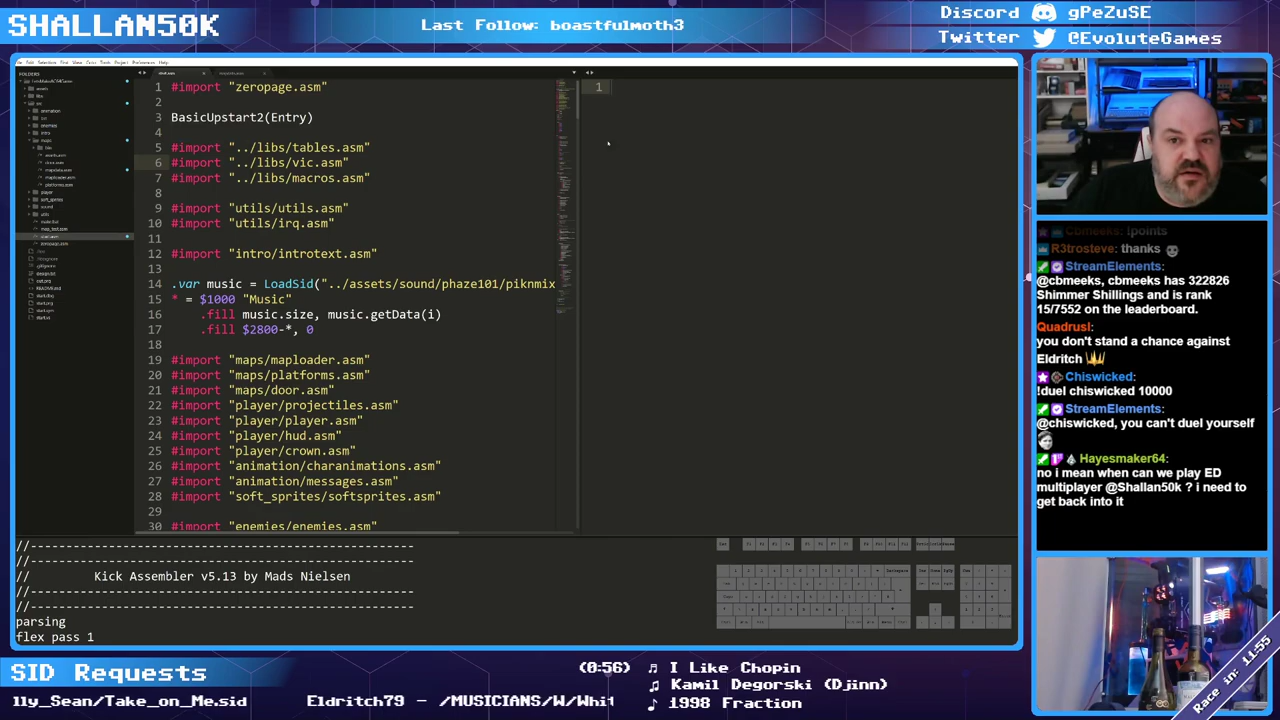 SHALLAN50K
Last Follow: boastfulmoth3
Discord gPeZuSE
Twitter @EvoluteGames
FOLDERS
1 #import "zeropage.asm"
2
3 BasicUpstart2(Entry)
4
5 #import "../libs/tables.asm"
6 #import "../libs/vic.asm"
7 #import "../libs/macros.asm"
8
9 #import "utils/utils.asm"
10 #import "utils/irq.asm"
11
12 #import "intro/introtext.asm"
13
14 .var music = LoadSid("../assets/sound/phaze101/piknmix
15 * = $1000 "Music"
16 .fill music.size, music.getData(i)
17 .fill $2800-*, 0
18
19 #import "maps/maploader.asm"
20 #import "maps/platforms.asm"
21 #import "maps/door.asm"
22 #import "player/projectiles.asm"
23 #import "player/player.asm"
24 #import "player/hud.asm"
25 #import "player/crown.asm"
26 #import "animation/charanimations.asm"
27 #import "animation/messages.asm"
28 #import "soft_sprites/softsprites.asm"
29
30 #import "enemies/enemies.asm"
1
//----------------------------------------------------
//----------------------------------------------------
// Kick Assembler v5.13 by Mads Nielsen
//----------------------------------------------------
//----------------------------------------------------
parsing
flex pass 1
Cbmeeks: !points
R3trosteve: thanks
StreamElements:
@cbmeeks, cbmeeks has 322826
Shimmer Shillings and is rank
15/7552 on the leaderboard.
Quadrusl:
you don't stand a chance against
Eldritch
Chiswicked:
!duel chiswicked 10000
StreamElements:
@chiswicked, you can't duel yourself
Hayesmaker64:
no i mean when can we play ED
multiplayer @Shallan50k ? i need to
get back into it
Race in: 11:55
SID Requests
(0:56) I Like Chopin
Kamil Degorski (Djinn)
1998 Fraction
lly_Sean/Take_on_Me.sid Eldritch79 - /MUSICIANS/W/Whit